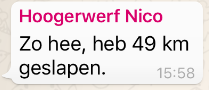 Hoogerwerf Nico
Zo hee, heb 49 km
geslapen.
15:58